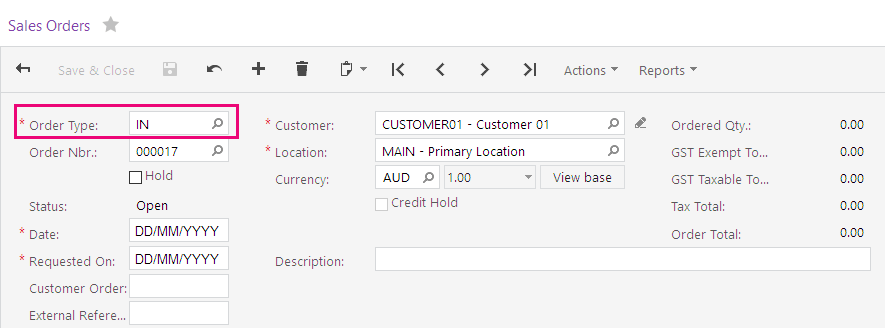 Sales Orders
Save & Close Actions Reports
* Order Type: IN * Customer: CUSTOMER01 - Customer 01 Ordered Qty.: 0.00
Order Nbr.: 000017 * Location: MAIN - Primary Location GST Exempt To... 0.00
Hold Currency: AUD 1.00 View base GST Taxable To... 0.00
Status: Open Credit Hold Tax Total: 0.00
* Date: DD/MM/YYYY Order Total: 0.00
* Requested On: DD/MM/YYYY Description:
Customer Order:
External Refere...